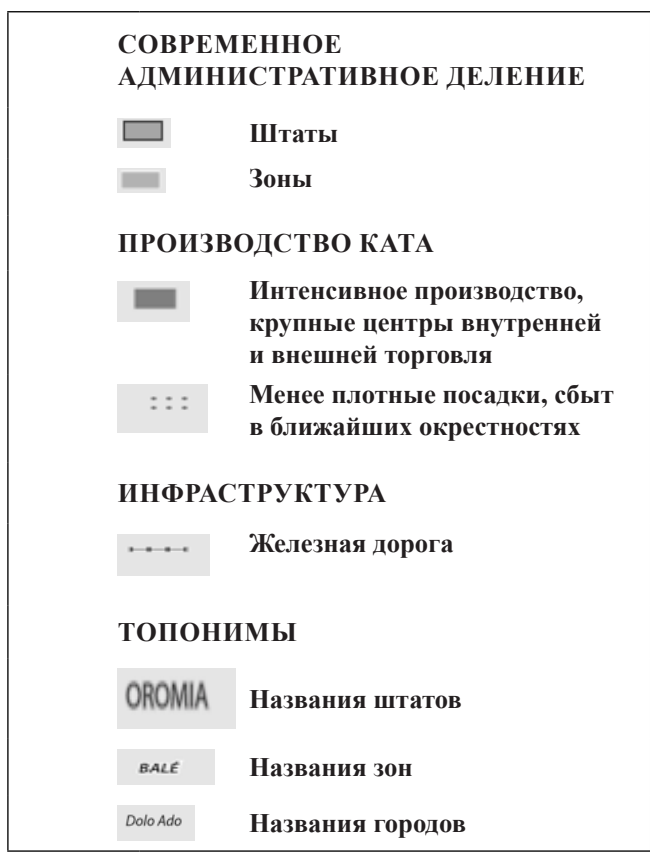 СОВРЕМЕННОЕ
АДМИНИСТРАТИВНОЕ ДЕЛЕНИЕ
Штаты
Зоны
ПРОИЗВОДСТВО КАТА
Интенсивное производство,
крупные центры внутренней
и внешней торговля
Менее плотные посадки, сбыт
в ближайших окрестностях
ИНФРАСТРУКТУРА
Железная дорога
ТОПОНИМЫ
OROMIA Названия штатов
BALÉ Названия зон
Dolo Ado Названия городов